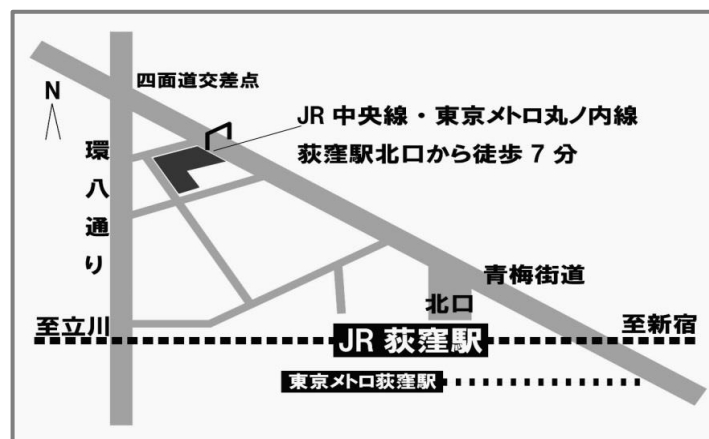 四面道交差点
N
JR 中央線・東京メトロ丸ノ内線
荻窪駅北口から徒歩 7 分
環八通り
青梅街道
北口
至立川
至新宿
JR 荻窪駅
東京メトロ荻窪駅